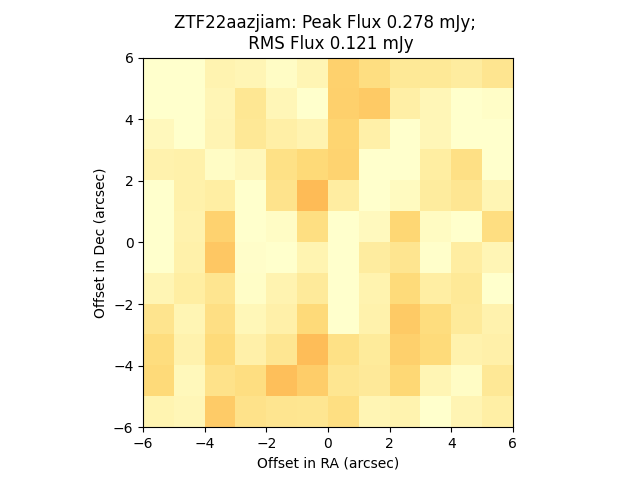 ZTF22aazjiam: Peak Flux 0.278 mJy;
RMS Flux 0.121 mJy
6
4
2
0
−2
−4
−6
Offset in Dec (arcsec)
−6 −4 −2 0 2 4 6
Offset in RA (arcsec)